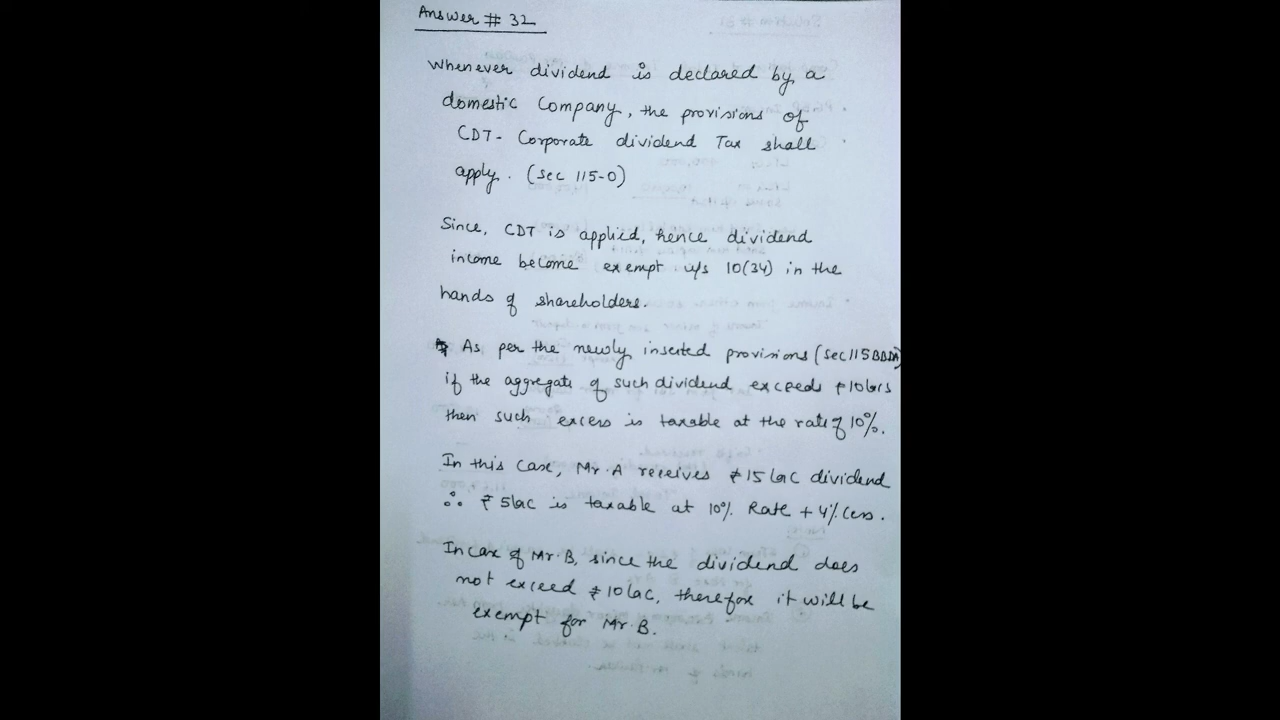 Answer # 32
Whenever dividend is declared by a
domestic Company, the provisions of
CDT - Corporate dividend Tax shall
apply. (sec 115-O)
Since, CDT is applied, hence dividend
income become exempt u/s 10(34) in the
hands of shareholders.
As per the newly inserted provisions (Sec 115BBDA)
if the aggregate of such dividend exceeds ₹10lacs
then such excess is taxable at the rate of 10%.
In this case, Mr. A receives ₹15 lac dividend
∴ ₹5lac is taxable at 10% Rate + 4% Cess.
In case of Mr. B, since the dividend does
not exceed ₹10lac, therefore it will be
exempt for Mr. B.